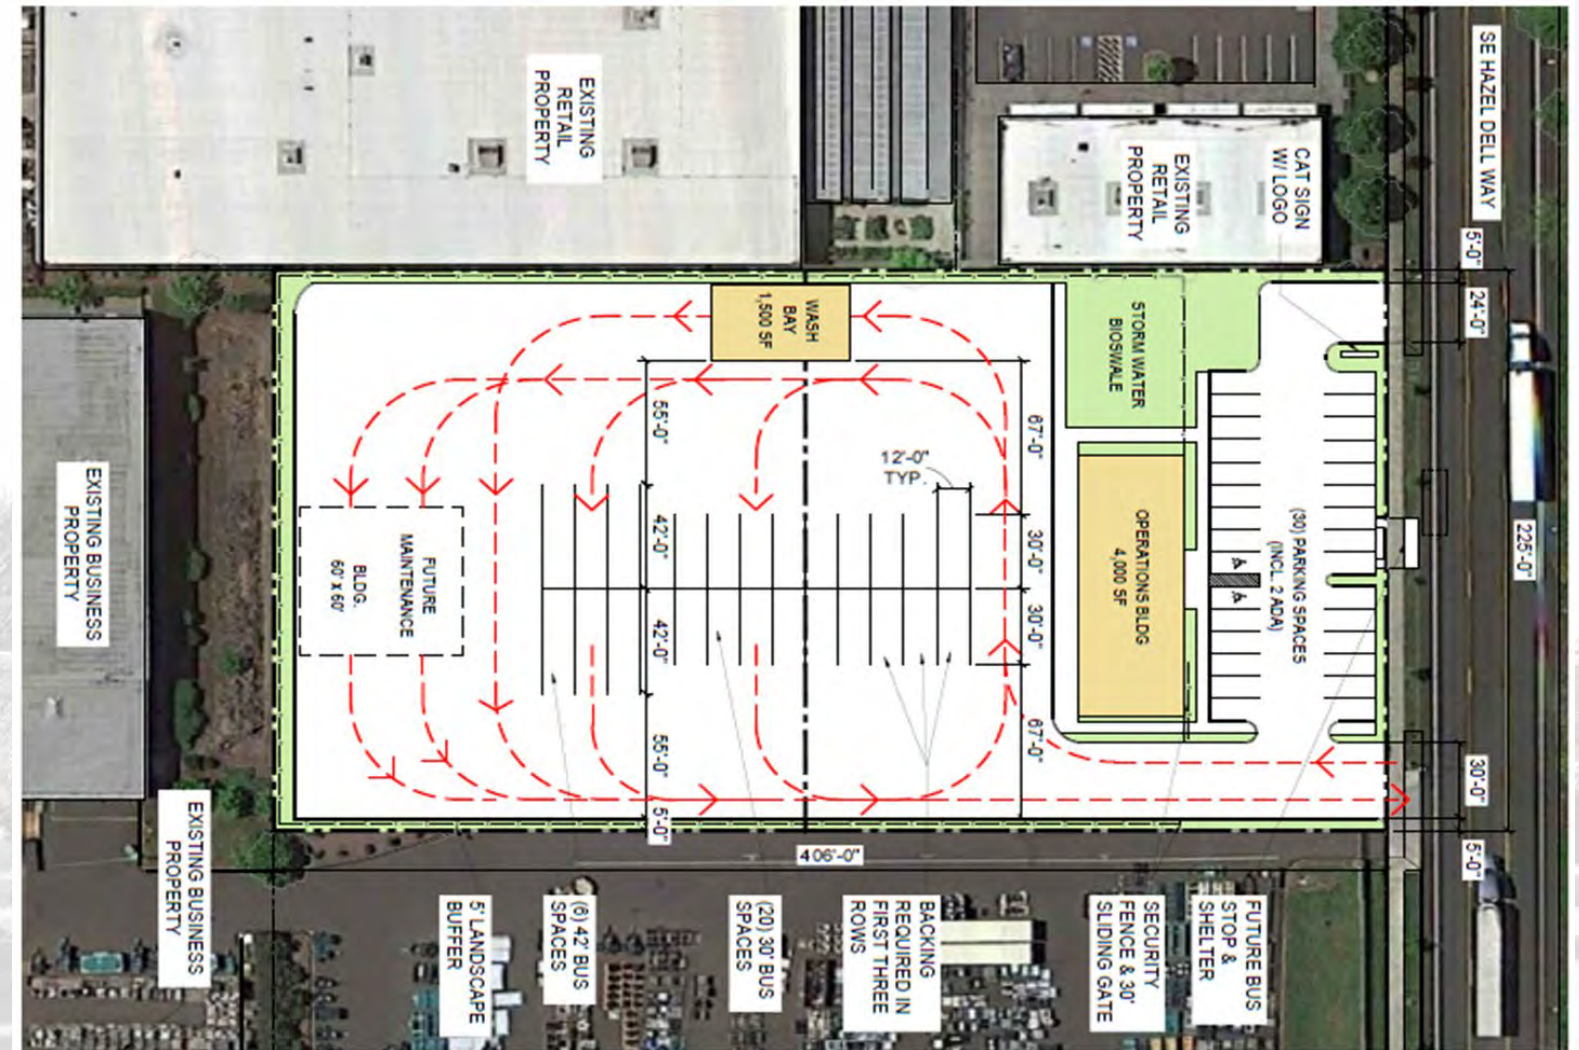 EXISTING
RETAIL
PROPERTY
EXISTING
RETAIL
PROPERTY
CAT SIGN
W/ LOGO
SE HAZEL DELL WAY
5'-0"
24'-0"
225'-0"
30'-0"
5'-0"
WASH
BAY
1,500 SF
STORM WATER
BIOSWALE
OPERATIONS BLDG
4,000 SF
(30) PARKING SPACES
(INCL. 2 ADA)
12'-0"
TYP.
67'-0"
30'-0"
30'-0"
67'-0"
55'-0"
42'-0"
42'-0"
55'-0"
5'-0"
FUTURE
MAINTENANCE
BLDG.
60' X 60'
406'-0"
EXISTING BUSINESS
PROPERTY
EXISTING BUSINESS
PROPERTY
5' LANDSCAPE
BUFFER
(6) 42' BUS
SPACES
(20) 30' BUS
SPACES
BACKING
REQUIRED IN
FIRST THREE
ROWS
SECURITY
FENCE & 30'
SLIDING GATE
FUTURE BUS
STOP &
SHELTER